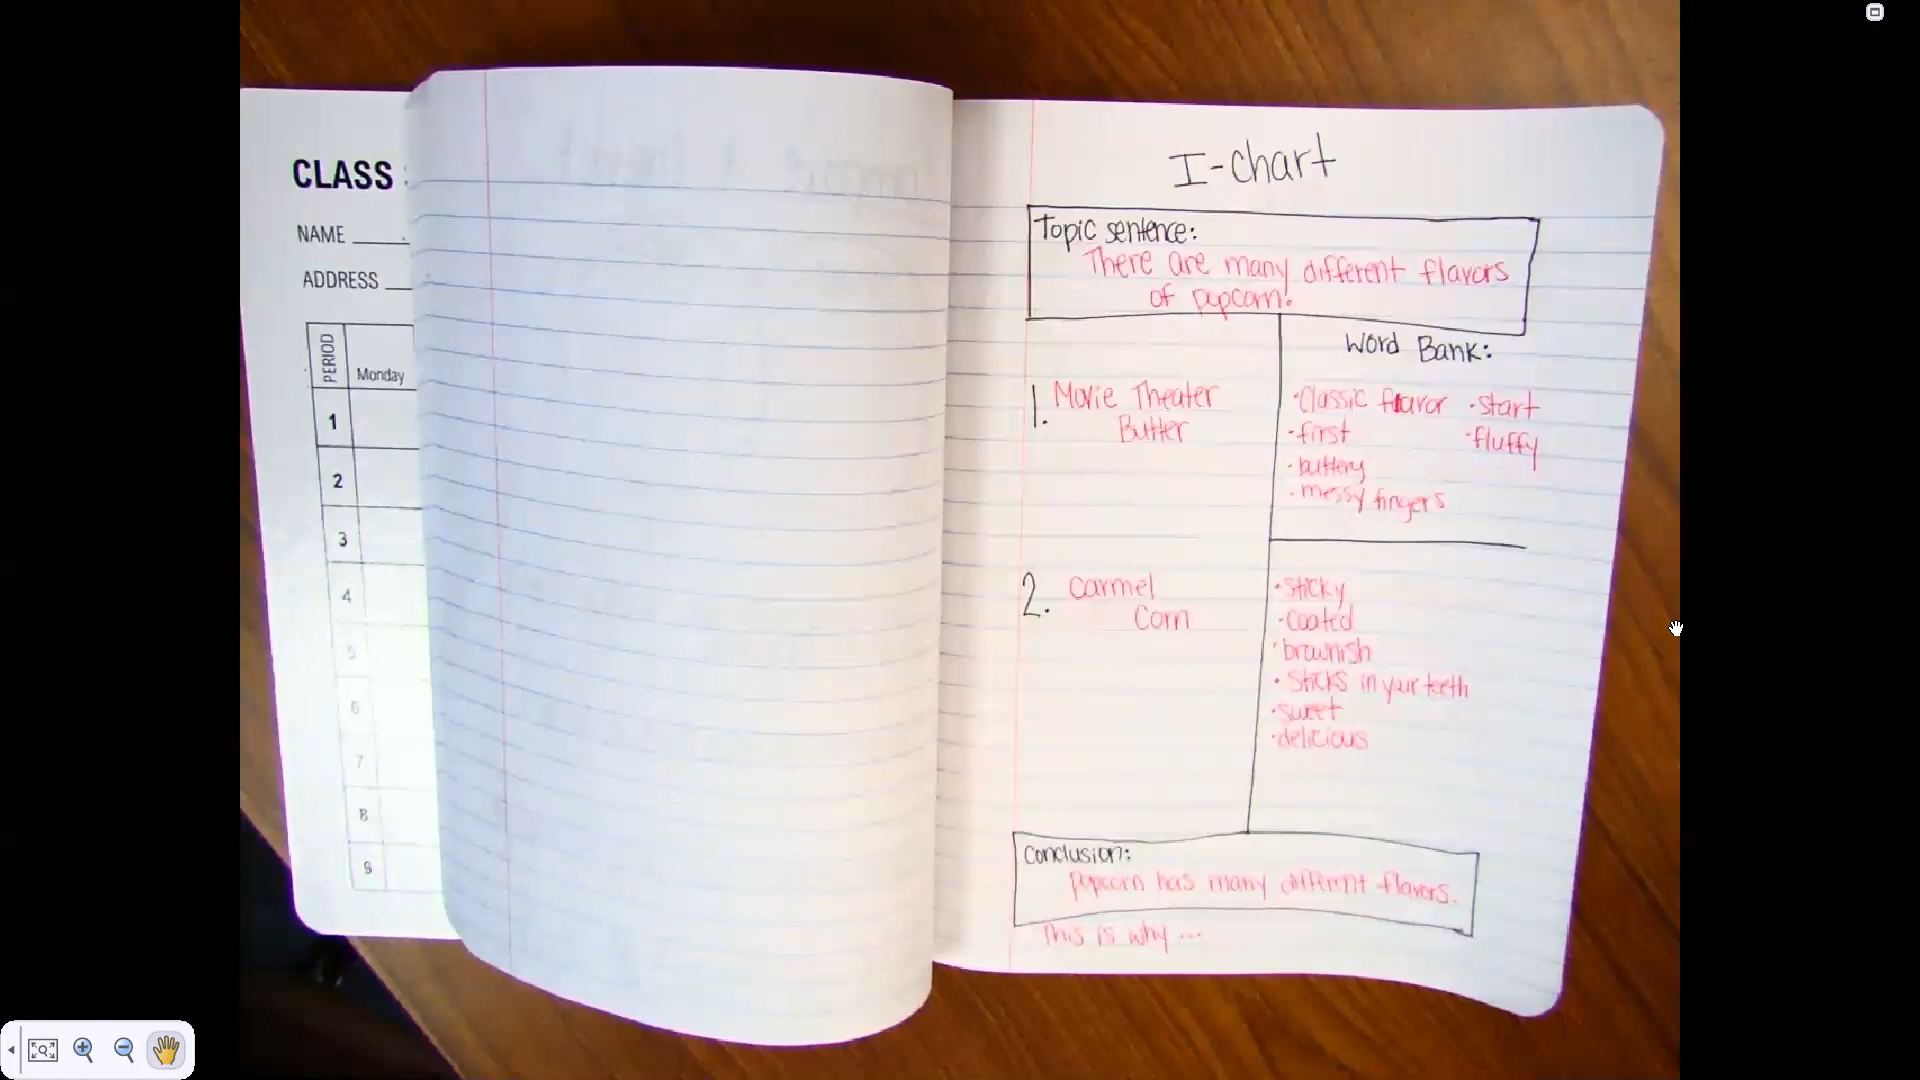 CLASS
NAME
ADDRESS
PERIOD
Monday
1
2
3
4
5
6
7
8
9
I-chart
Topic sentence:
There are many different flavors
of popcorn.
Word Bank:
1. Movie Theater
Butter
·Classic flavor ·start
·first ·fluffy
·buttery
·messy fingers
2. Carmel
Corn
·sticky
·coated
·brownish
·sticks in your teeth
·sweet
·delicious
Conclusion:
popcorn has many different flavors.
This is why ...